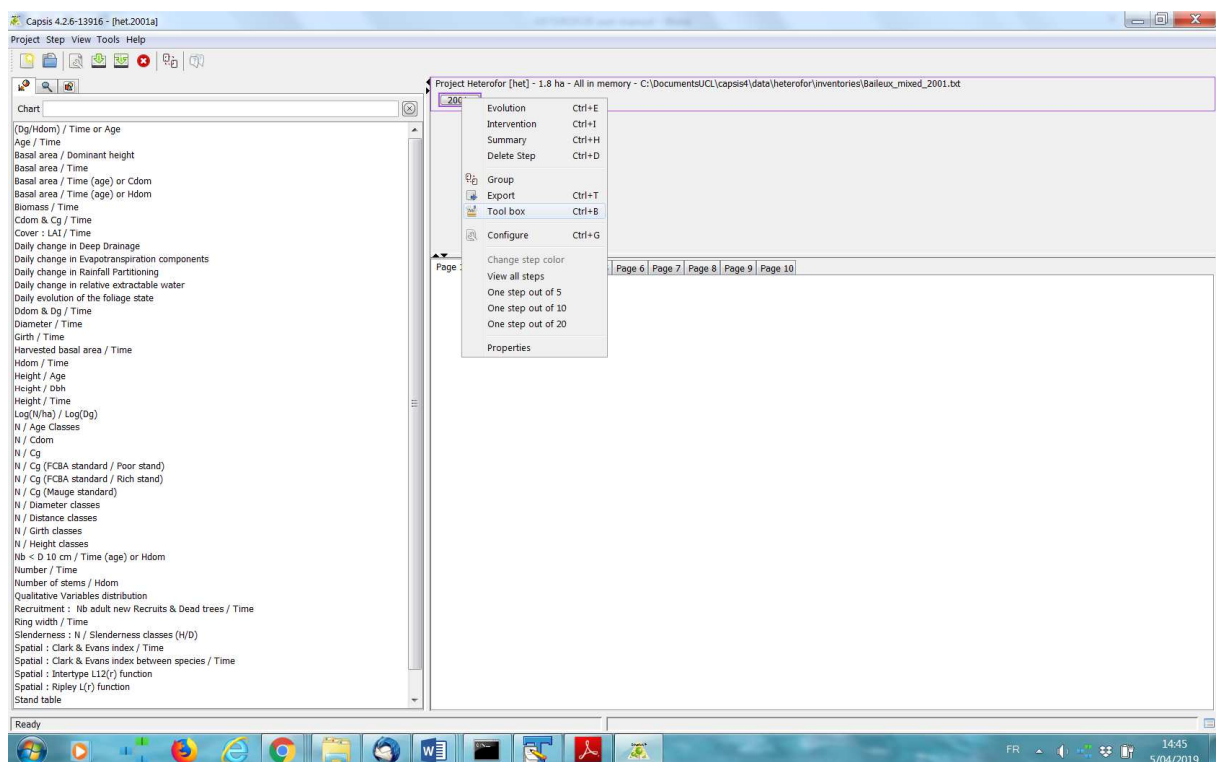 Capsis 4.2.6-13916 - [het.2001a]
Project Step View Tools Help
Chart
(Dg/Hdom) / Time or Age
Age / Time
Basal area / Dominant height
Basal area / Time
Basal area / Time (age) or Cdom
Basal area / Time (age) or Hdom
Biomass / Time
Cdom & Cg / Time
Cover : LAI / Time
Daily change in Deep Drainage
Daily change in Evapotranspiration components
Daily change in Rainfall Partitioning
Daily change in relative extractable water
Daily evolution of the foliage state
Ddom & Dg / Time
Diameter / Time
Girth / Time
Harvested basal area / Time
Hdom / Time
Height / Age
Height / Dbh
Height / Time
Log(N/ha) / Log(Dg)
N / Age Classes
N / Cdom
N / Cg
N / Cg (FCBA standard / Poor stand)
N / Cg (FCBA standard / Rich stand)
N / Cg (Mauge standard)
N / Diameter classes
N / Distance classes
N / Girth classes
N / Height classes
Nb < D 10 cm / Time (age) or Hdom
Number / Time
Number of stems / Hdom
Qualitative Variables distribution
Recruitment : Nb adult new Recruits & Dead trees / Time
Ring width / Time
Slenderness : N / Slenderness classes (H/D)
Spatial : Clark & Evans index / Time
Spatial : Clark & Evans index between species / Time
Spatial : Intertype L12(r) function
Spatial : Ripley L(r) function
Stand table
Project Heterofor [het] - 1.8 ha - All in memory - C:\DocumentsUCL\capsis4\data\heterofor\inventories\Baileux_mixed_2001.txt
Evolution Ctrl+E
Intervention Ctrl+I
Summary Ctrl+H
Delete Step Ctrl+D
Group
Export Ctrl+T
Tool box Ctrl+B
Configure Ctrl+G
Change step color
View all steps
One step out of 5
One step out of 10
One step out of 20
Properties
Page Page 6 Page 7 Page 8 Page 9 Page 10
Ready
FR 14:45
5/04/2019